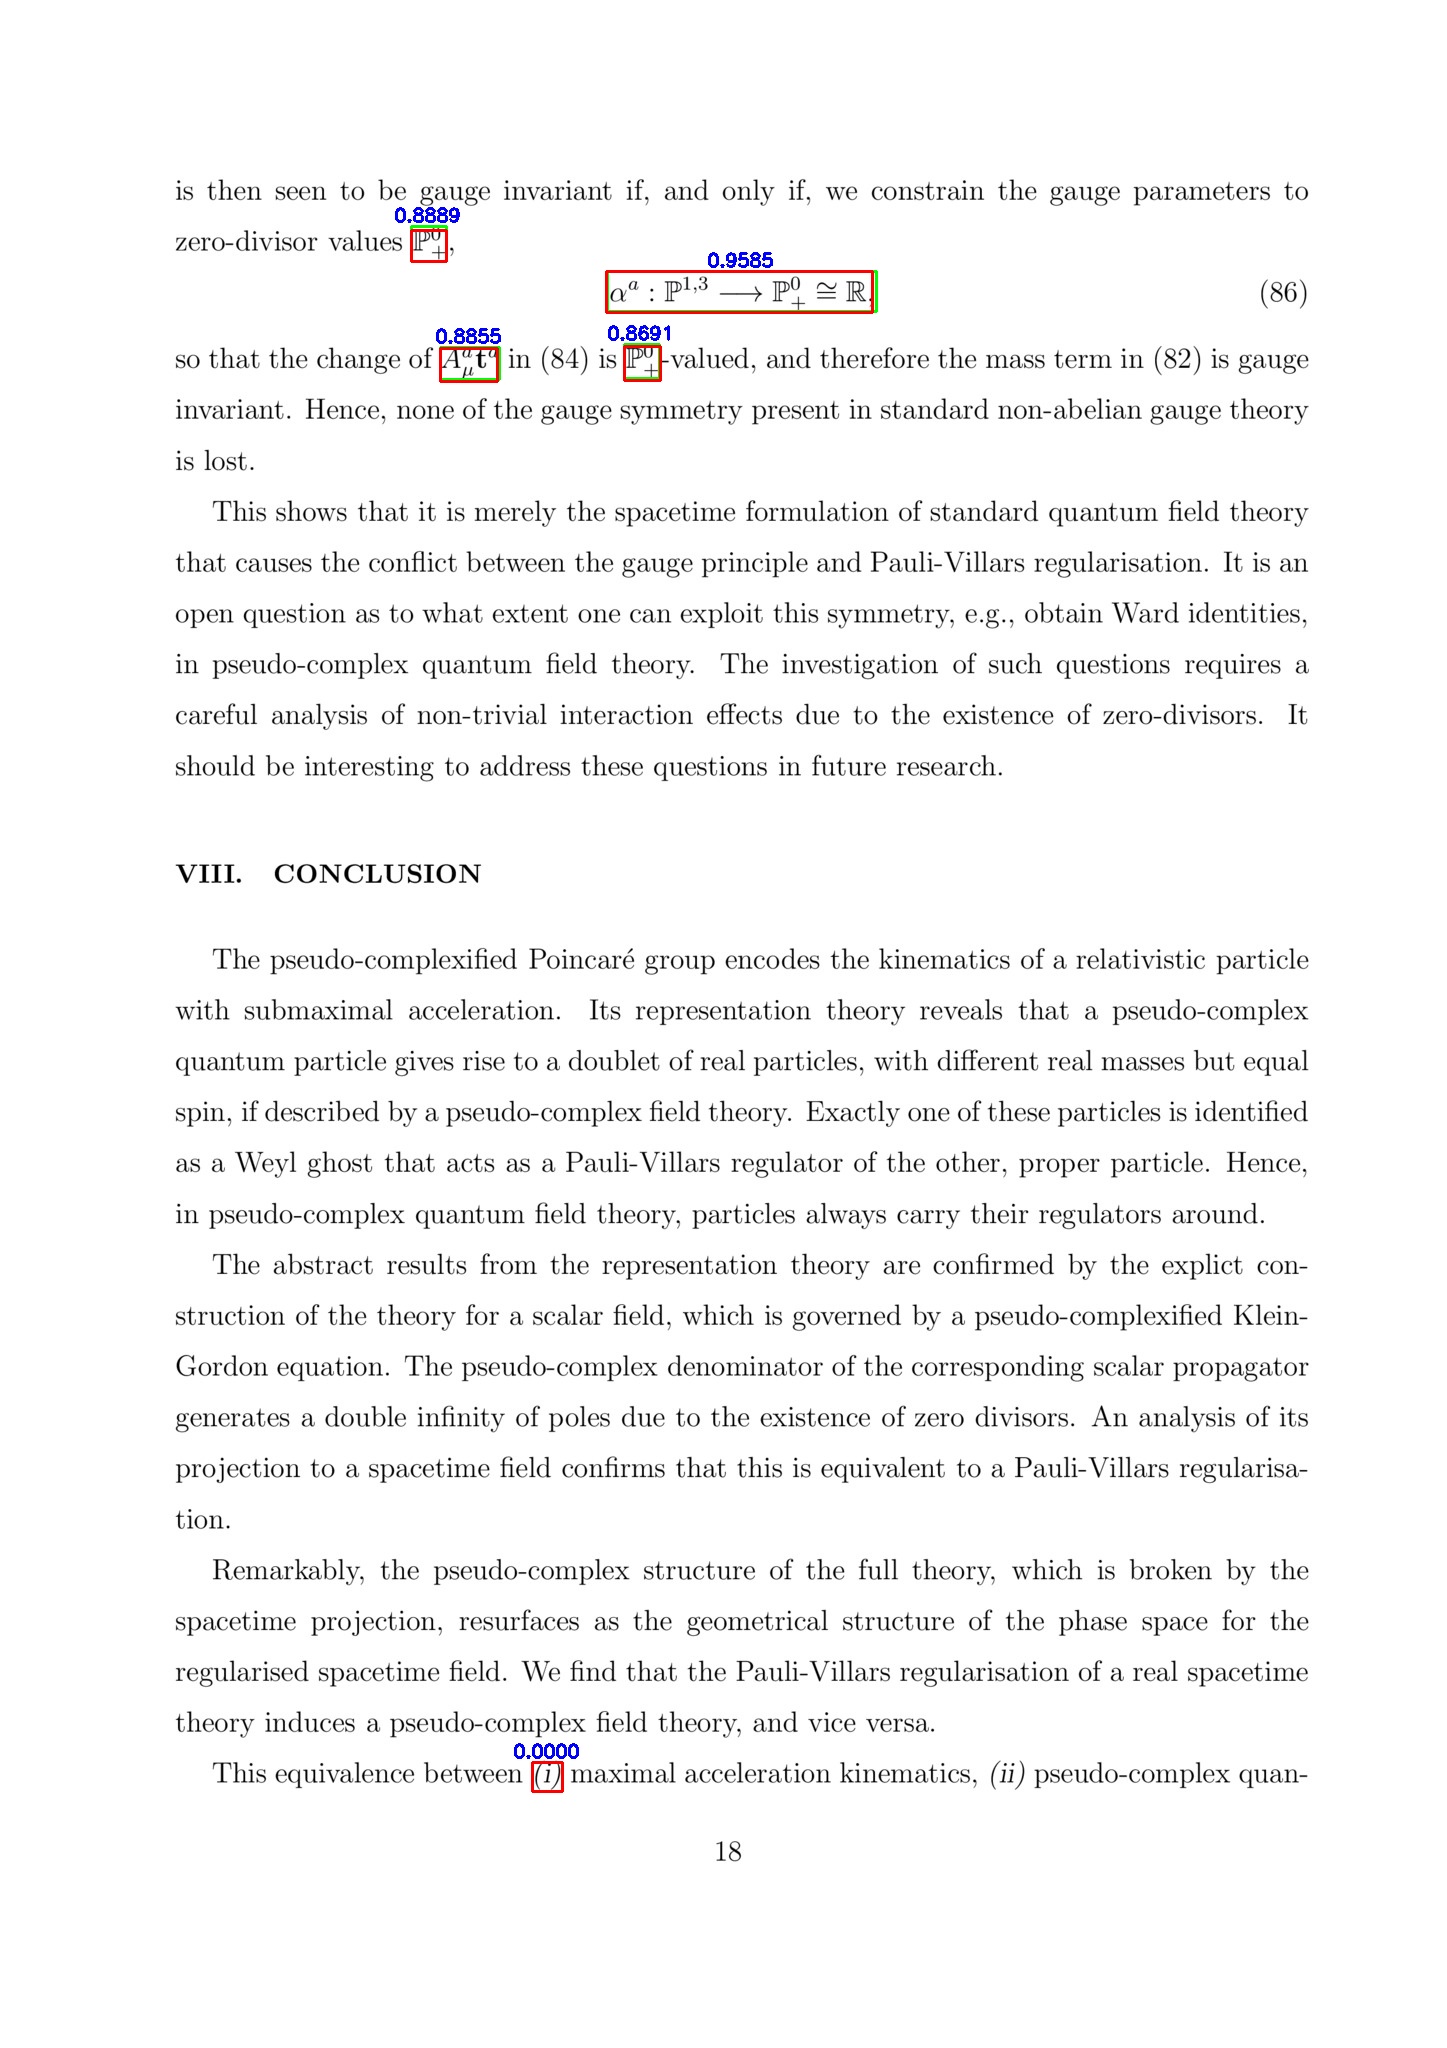 is then seen to be gauge invariant if, and only if, we constrain the gauge parameters to
0.8889
zero-divisor values ℙ⁰₊,
0.9585
αᵃ : ℙ¹,³ ⟶ ℙ⁰₊ ≅ ℝ, (86)
0.8855 0.8691
so that the change of Aᵃ_μ tᵃ in (84) is ℙ⁰₊-valued, and therefore the mass term in (82) is gauge
invariant. Hence, none of the gauge symmetry present in standard non-abelian gauge theory
is lost.
This shows that it is merely the spacetime formulation of standard quantum field theory
that causes the conflict between the gauge principle and Pauli-Villars regularisation. It is an
open question as to what extent one can exploit this symmetry, e.g., obtain Ward identities,
in pseudo-complex quantum field theory. The investigation of such questions requires a
careful analysis of non-trivial interaction effects due to the existence of zero-divisors. It
should be interesting to address these questions in future research.
VIII. CONCLUSION
The pseudo-complexified Poincaré group encodes the kinematics of a relativistic particle
with submaximal acceleration. Its representation theory reveals that a pseudo-complex
quantum particle gives rise to a doublet of real particles, with different real masses but equal
spin, if described by a pseudo-complex field theory. Exactly one of these particles is identified
as a Weyl ghost that acts as a Pauli-Villars regulator of the other, proper particle. Hence,
in pseudo-complex quantum field theory, particles always carry their regulators around.
The abstract results from the representation theory are confirmed by the explict con-
struction of the theory for a scalar field, which is governed by a pseudo-complexified Klein-
Gordon equation. The pseudo-complex denominator of the corresponding scalar propagator
generates a double infinity of poles due to the existence of zero divisors. An analysis of its
projection to a spacetime field confirms that this is equivalent to a Pauli-Villars regularisa-
tion.
Remarkably, the pseudo-complex structure of the full theory, which is broken by the
spacetime projection, resurfaces as the geometrical structure of the phase space for the
regularised spacetime field. We find that the Pauli-Villars regularisation of a real spacetime
theory induces a pseudo-complex field theory, and vice versa.
0.0000
This equivalence between (i) maximal acceleration kinematics, (ii) pseudo-complex quan-
18